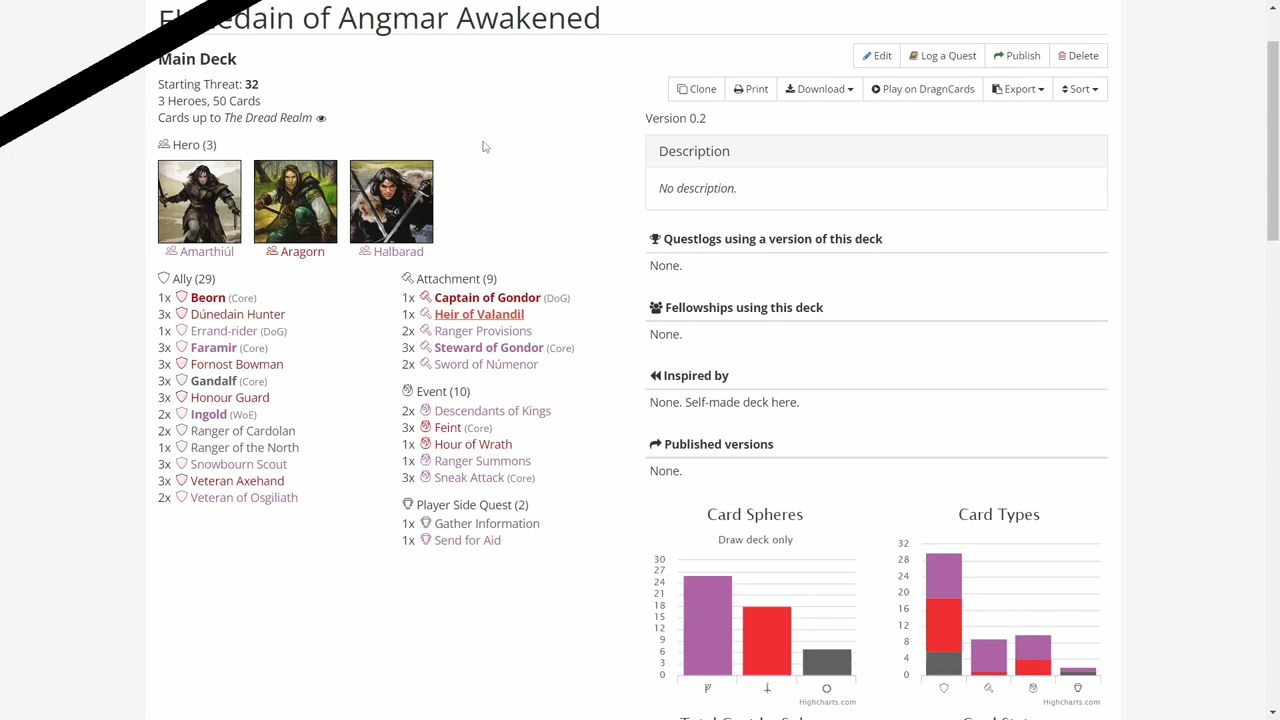 of Angmar Awakened
Main Deck
Edit Log a Quest Publish Delete
Starting Threat: 32
3 Heroes, 50 Cards
Cards up to The Dread Realm
Clone Print Download Play on DragnCards Export Sort
Version 0.2
Hero (3)
Amarthiúl Aragorn Halbarad
Description
No description.
Questlogs using a version of this deck
None.
Fellowships using this deck
None.
Inspired by
None. Self-made deck here.
Published versions
None.
Ally (29)
1x Beorn (Core)
3x Dúnedain Hunter
1x Errand-rider (DoG)
3x Faramir (Core)
3x Fornost Bowman
3x Gandalf (Core)
3x Honour Guard
2x Ingold (WoE)
2x Ranger of Cardolan
1x Ranger of the North
3x Snowbourn Scout
3x Veteran Axehand
2x Veteran of Osgiliath
Attachment (9)
1x Captain of Gondor (DoG)
1x Heir of Valandil
2x Ranger Provisions
3x Steward of Gondor (Core)
2x Sword of Númenor
Event (10)
2x Descendants of Kings
3x Feint (Core)
1x Hour of Wrath
1x Ranger Summons
3x Sneak Attack (Core)
Player Side Quest (2)
1x Gather Information
1x Send for Aid
Card Spheres
Draw deck only
30
27
24
21
18
15
12
9
6
3
0
Highcharts.com
Card Types
32
28
24
20
16
12
8
4
0
Highcharts.com